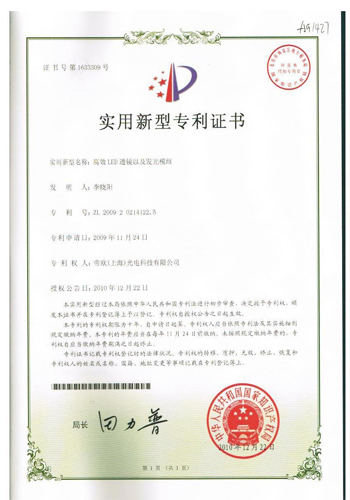 证书号第1633309号
实用新型专利证书
实用新型名称：高效LED透镜以及发光模组
发明人：李晓阳
专利号：ZL 2009 2 0214122.5
专利申请日：2009年11月24日
专利权人：帝欧(上海)光电科技有限公司
授权公告日：2010年12月22日
本实用新型经过本局依照中华人民共和国专利法进行初步审查，决定授予专利权，颁
发本证书并在专利登记簿上予以登记。专利权自授权公告之日起生效。
本专利的专利权期限为十年，自申请日起算。专利权人应当依照专利法及其实施细则
规定缴纳年费。本专利的年费应当在每年11月24日前缴纳。未按照规定缴纳年费的，专利
权自应当缴纳年费期满之日起终止。
专利证书记载专利权登记时的法律状况。专利权的转移、质押、无效、终止、恢复和
专利权人的姓名或名称、国籍、地址变更等事项记载在专利登记簿上。
局长 田力普
中华人民共和国国家知识产权局
2010年12月22日
第1页（共1页）